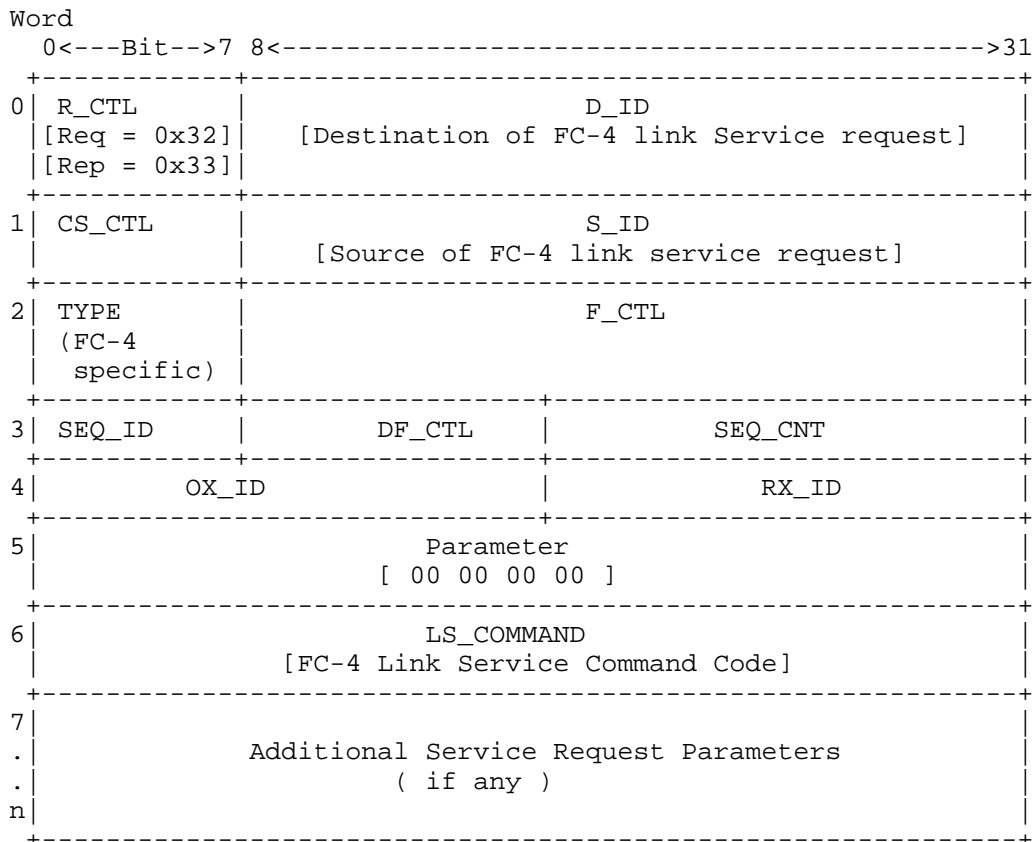 Word
  0<---Bit-->7 8<-------------------------------------------->31
 +------------+------------------------------------------------+
0| R_CTL      |                     D_ID                       |
 |[Req = 0x32]|   [Destination of FC-4 link Service request]   |
 |[Rep = 0x33]|                                                |
 +------------+------------------------------------------------+
1| CS_CTL     |                     S_ID                       |
 |            |    [Source of FC-4 link service request]       |
 +------------+------------------------------------------------+
2| TYPE       |                     F_CTL                      |
 | (FC-4      |                                                |
 |  specific) |                                                |
 +------------+------------------+-----------------------------+
3| SEQ_ID     |        DF_CTL    |          SEQ_CNT            |
 +------------+------------------+-----------------------------+
4|         OX_ID                 |             RX_ID           |
 +-------------------------------+-----------------------------+
5|                        Parameter                            |
 |                     [ 00 00 00 00 ]                         |
 +-------------------------------------------------------------+
6|                        LS_COMMAND                           |
 |               [FC-4 Link Service Command Code]              |
 +-------------------------------------------------------------+
7|                                                             |
.|             Additional Service Request Parameters           |
.|                      ( if any )                             |
n|                                                             |
 +-------------------------------------------------------------+